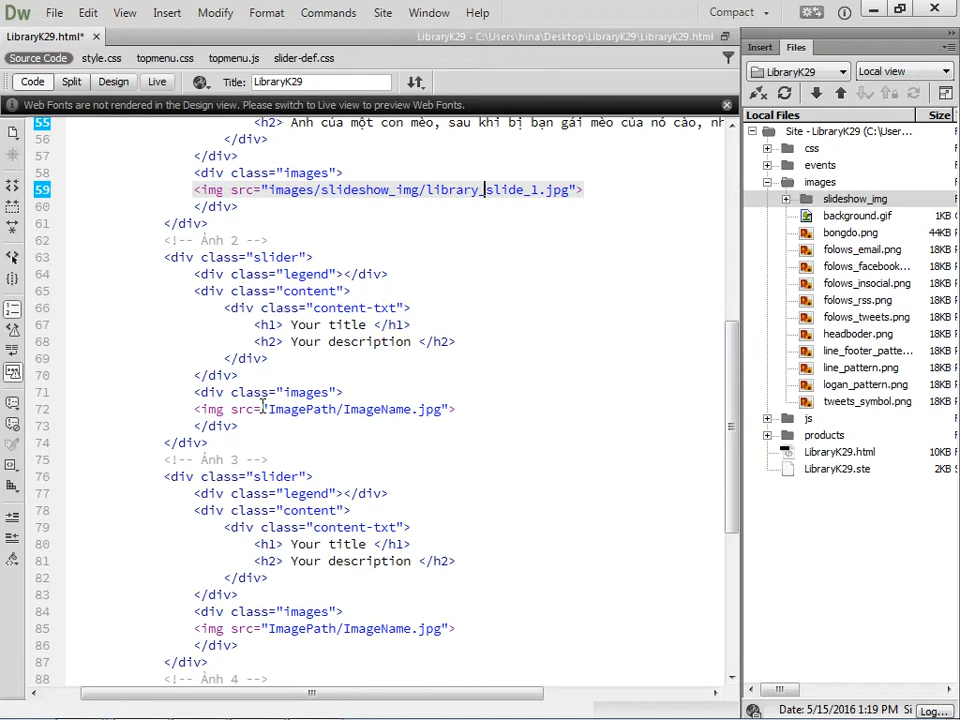 Dw File Edit View Insert Modify Format Commands Site Window Help Compact
LibraryK29.html* × LibraryK29 - C:\Users\hina\Desktop\LibraryK29\LibraryK29.html
Source Code style.css topmenu.css topmenu.js slider-def.css
Code Split Design Live Title: LibraryK29
Web Fonts are not rendered in the Design view. Please switch to Live view to preview Web Fonts.
55 <h2> Ảnh của một con mèo, sau khi bị bạn gái mèo của nó cào, nh
56 </div>
57 </div>
58 <div class="images">
59 <img src="images/slideshow_img/library_slide_1.jpg">
60 </div>
61 </div>
62 <!-- Ảnh 2 -->
63 <div class="slider">
64 <div class="legend"></div>
65 <div class="content">
66 <div class="content-txt">
67 <h1> Your title </h1>
68 <h2> Your description </h2>
69 </div>
70 </div>
71 <div class="images">
72 <img src="ImagePath/ImageName.jpg">
73 </div>
74 </div>
75 <!-- Ảnh 3 -->
76 <div class="slider">
77 <div class="legend"></div>
78 <div class="content">
79 <div class="content-txt">
80 <h1> Your title </h1>
81 <h2> Your description </h2>
82 </div>
83 </div>
84 <div class="images">
85 <img src="ImagePath/ImageName.jpg">
86 </div>
87 </div>
88 <!-- Ảnh 4 -->
Insert Files
LibraryK29 Local view
Local Files Size
Site - LibraryK29 (C:\User...
css
events
images
slideshow_img
background.gif 1KB
bongdo.png 44KB
folows_email.png 18KB
folows_facebook... 18KB
folows_insocial.png 18KB
folows_rss.png 18KB
folows_tweets.png 18KB
headboder.png 18KB
line_footer_patte... 18KB
line_pattern.png 18KB
logan_pattern.png 18KB
tweets_symbol.png 18KB
js
products
LibraryK29.html 10KB
LibraryK29.ste 2KB
Date: 5/15/2016 1:19 PM Si Log...